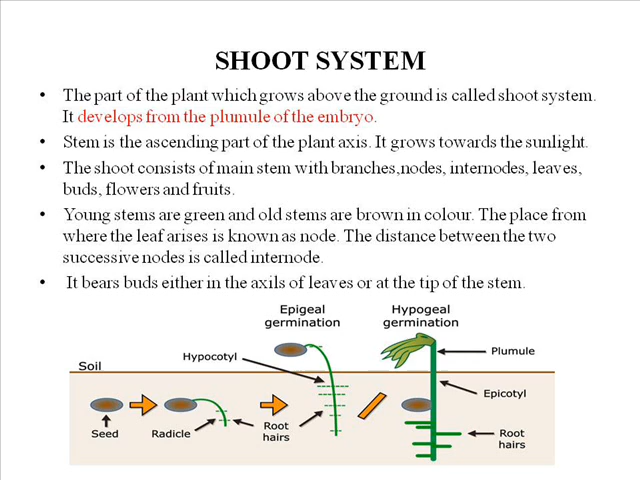 SHOOT SYSTEM
• The part of the plant which grows above the ground is called shoot system.
It develops from the plumule of the embryo.
• Stem is the ascending part of the plant axis. It grows towards the sunlight.
• The shoot consists of main stem with branches,nodes, internodes, leaves,
buds, flowers and fruits.
• Young stems are green and old stems are brown in colour. The place from
where the leaf arises is known as node. The distance between the two
successive nodes is called internode.
• It bears buds either in the axils of leaves or at the tip of the stem.
Epigeal
germination
Hypogeal
germination
Hypocotyl
Plumule
Soil
Epicotyl
Seed
Radicle
Root
hairs
Root
hairs